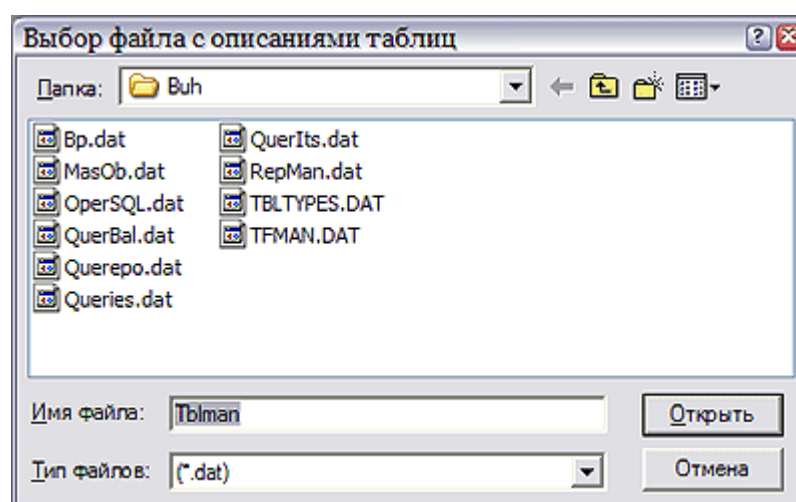 Выбор файла с описаниями таблиц
Папка: Buh
Bp.dat QuerIts.dat
MasOb.dat RepMan.dat
OperSQL.dat TBLTYPES.DAT
QuerBal.dat TFMAN.DAT
Querepo.dat
Queries.dat
Имя файла: Tblman Открыть
Тип файлов: (*.dat) Отмена